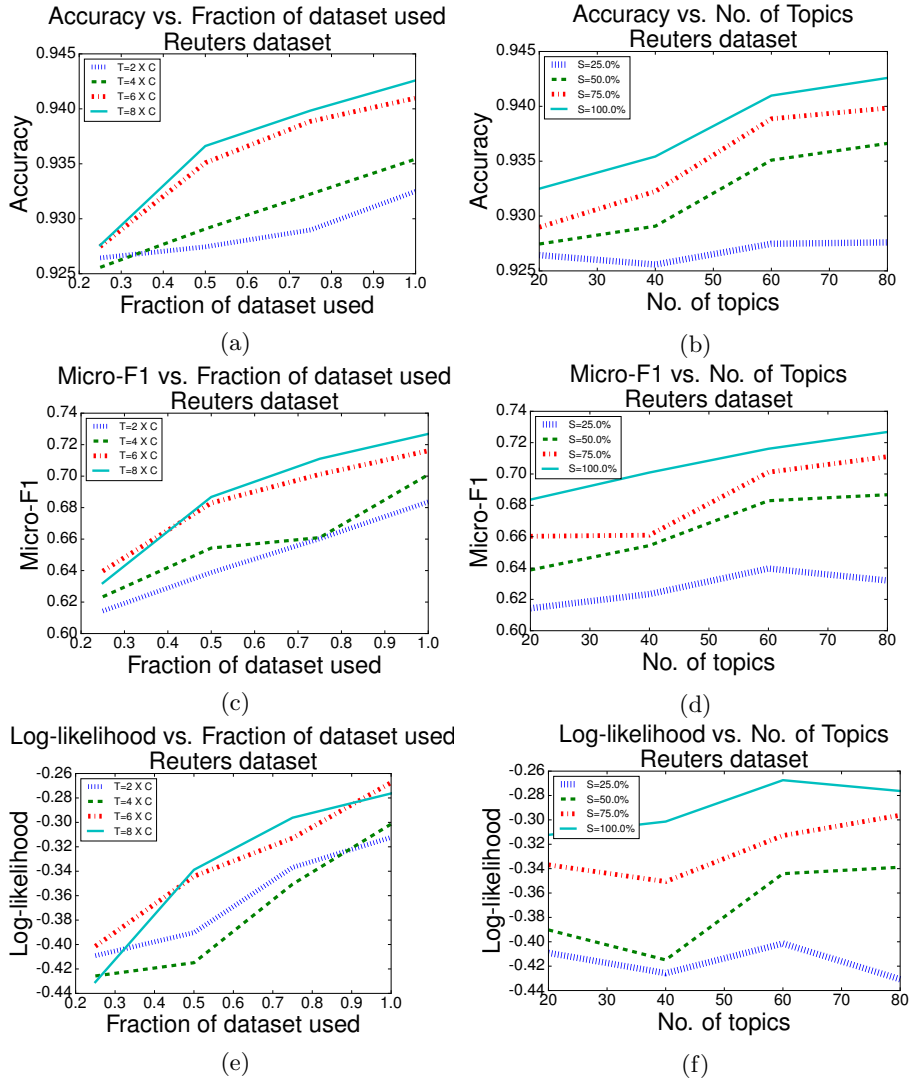 Accuracy vs. Fraction of dataset used
Reuters dataset
0.945
0.940
0.935
0.930
0.925
Accuracy
T=2 X C
T=4 X C
T=6 X C
T=8 X C
0.2 0.3 0.4 0.5 0.6 0.7 0.8 0.9 1.0
Fraction of dataset used
(a)
Accuracy vs. No. of Topics
Reuters dataset
0.945
0.940
0.935
0.930
0.925
Accuracy
S=25.0%
S=50.0%
S=75.0%
S=100.0%
20 30 40 50 60 70 80
No. of topics
(b)
Micro-F1 vs. Fraction of dataset used
Reuters dataset
0.74
0.72
0.70
0.68
0.66
0.64
0.62
0.60
Micro-F1
T=2 X C
T=4 X C
T=6 X C
T=8 X C
0.2 0.3 0.4 0.5 0.6 0.7 0.8 0.9 1.0
Fraction of dataset used
(c)
Micro-F1 vs. No. of Topics
Reuters dataset
0.74
0.72
0.70
0.68
0.66
0.64
0.62
0.60
Micro-F1
S=25.0%
S=50.0%
S=75.0%
S=100.0%
20 30 40 50 60 70 80
No. of topics
(d)
Log-likelihood vs. Fraction of dataset used
Reuters dataset
-0.26
-0.28
-0.30
-0.32
-0.34
-0.36
-0.38
-0.40
-0.42
-0.44
Log-likelihood
T=2 X C
T=4 X C
T=6 X C
T=8 X C
0.2 0.3 0.4 0.5 0.6 0.7 0.8 0.9 1.0
Fraction of dataset used
(e)
Log-likelihood vs. No. of Topics
Reuters dataset
-0.26
-0.28
-0.30
-0.32
-0.34
-0.36
-0.38
-0.40
-0.42
-0.44
Log-likelihood
S=25.0%
S=50.0%
S=75.0%
S=100.0%
20 30 40 50 60 70 80
No. of topics
(f)